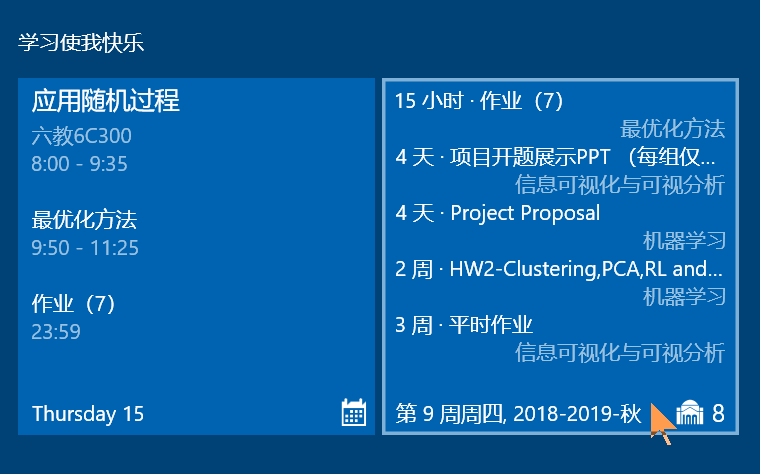 学习使我快乐
应用随机过程
六教6C300
8:00 - 9:35
最优化方法
9:50 - 11:25
作业（7）
23:59
Thursday 15
15 小时 · 作业（7）
最优化方法
4 天 · 项目开题展示PPT （每组仅...
信息可视化与可视分析
4 天 · Project Proposal
机器学习
2 周 · HW2-Clustering,PCA,RL and...
机器学习
3 周 · 平时作业
信息可视化与可视分析
第 9 周周四, 2018-2019-秋
8